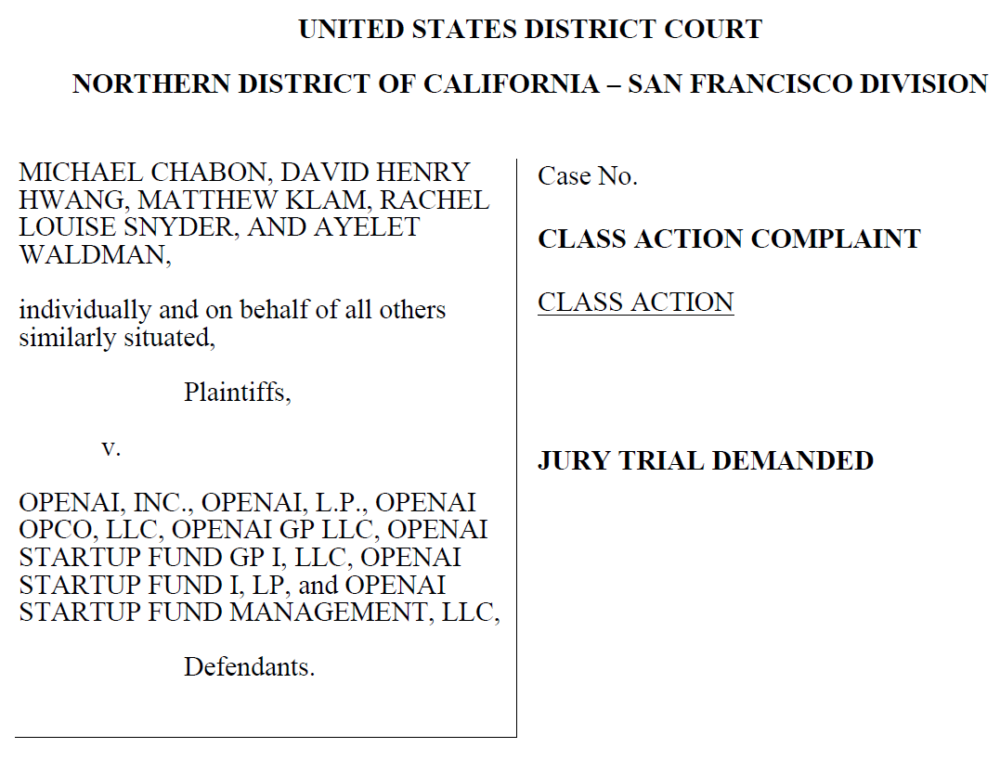 UNITED STATES DISTRICT COURT
NORTHERN DISTRICT OF CALIFORNIA – SAN FRANCISCO DIVISION
MICHAEL CHABON, DAVID HENRY
HWANG, MATTHEW KLAM, RACHEL
LOUISE SNYDER, AND AYELET
WALDMAN,
individually and on behalf of all others
similarly situated,
Plaintiffs,
v.
OPENAI, INC., OPENAI, L.P., OPENAI
OPCO, LLC, OPENAI GP LLC, OPENAI
STARTUP FUND GP I, LLC, OPENAI
STARTUP FUND I, LP, and OPENAI
STARTUP FUND MANAGEMENT, LLC,
Defendants.
Case No.
CLASS ACTION COMPLAINT
CLASS ACTION
JURY TRIAL DEMANDED